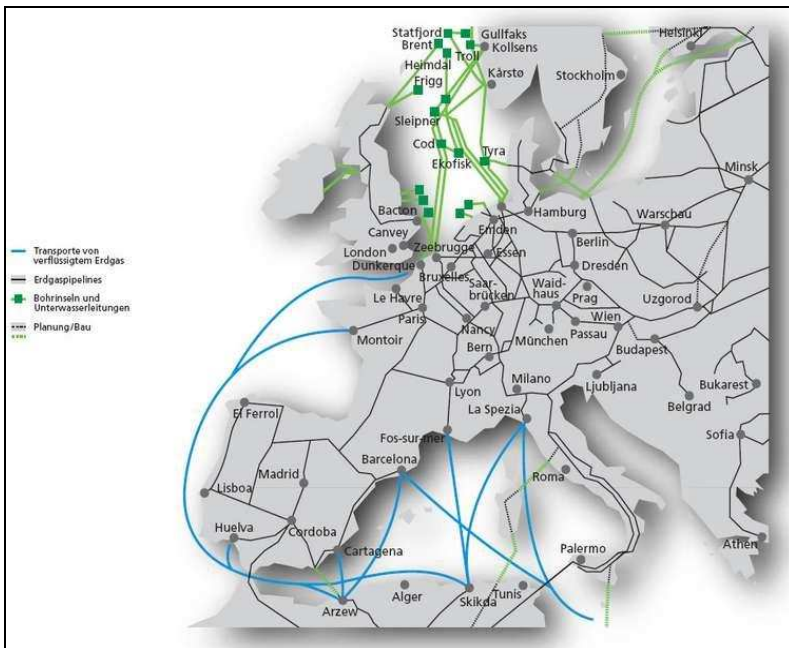 Statfjord
Gullfaks
Helsinki
Brent
Kollsens
Troll
Heimdal
Frigg
Kårstø
Stockholm
Sleipner
Cod
Ekofisk
Tyra
Minsk
Bacton
Hamburg
Warschau
Canvey
Emden
Berlin
London
Zeebrugge
Essen
Dunkerque
Dresden
Bruxelles
Saar-
brücken
Waid-
haus
Prag
Uzgorod
Le Havre
Paris
Wien
Nancy
Passau
Montoir
München
Bern
Budapest
Milano
Ljubljana
Bukarest
Lyon
Belgrad
El Ferrol
La Spezia
Fos-sur-mer
Sofia
Barcelona
Madrid
Roma
Lisboa
Huelva
Cordoba
Athen
Cartagena
Palermo
Alger
Tunis
Skikda
Arzew
Transporte von
verflüssigtem Erdgas
Erdgaspipelines
Bohrinseln und
Unterwasserleitungen
Planung/Bau